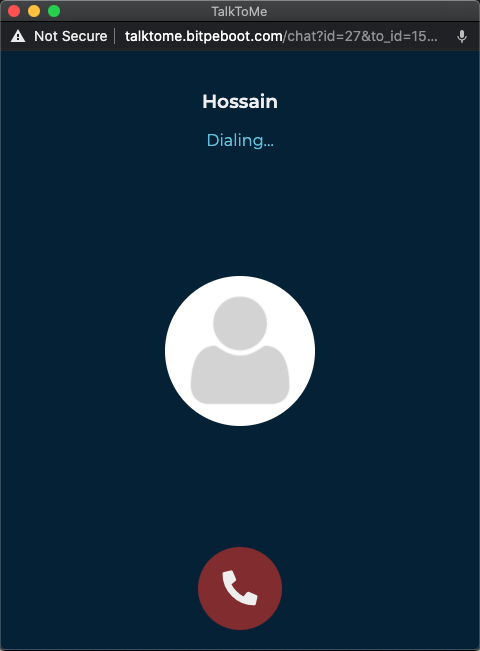 TalkToMe
Not Secure | talktome.bitpeboot.com/chat?id=27&to_id=15...
Hossain
Dialing...